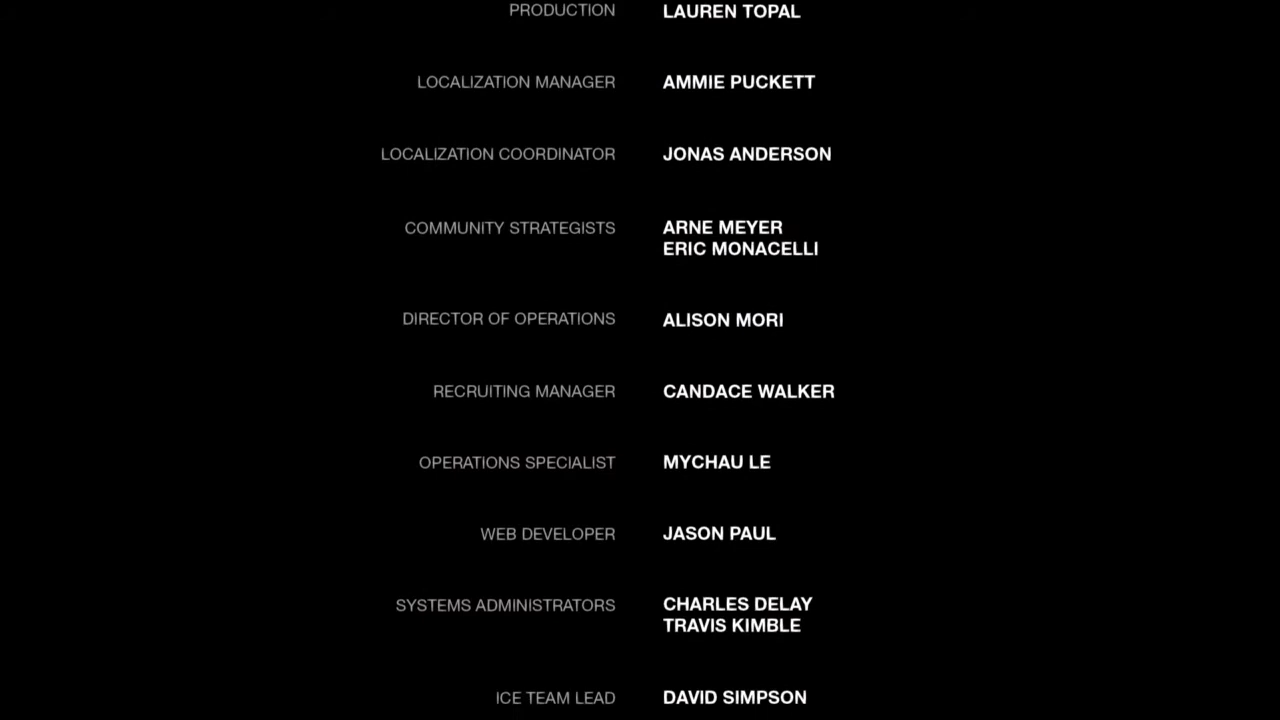 PRODUCTION LAUREN TOPAL
LOCALIZATION MANAGER AMMIE PUCKETT
LOCALIZATION COORDINATOR JONAS ANDERSON
COMMUNITY STRATEGISTS ARNE MEYER
ERIC MONACELLI
DIRECTOR OF OPERATIONS ALISON MORI
RECRUITING MANAGER CANDACE WALKER
OPERATIONS SPECIALIST MYCHAU LE
WEB DEVELOPER JASON PAUL
SYSTEMS ADMINISTRATORS CHARLES DELAY
TRAVIS KIMBLE
ICE TEAM LEAD DAVID SIMPSON